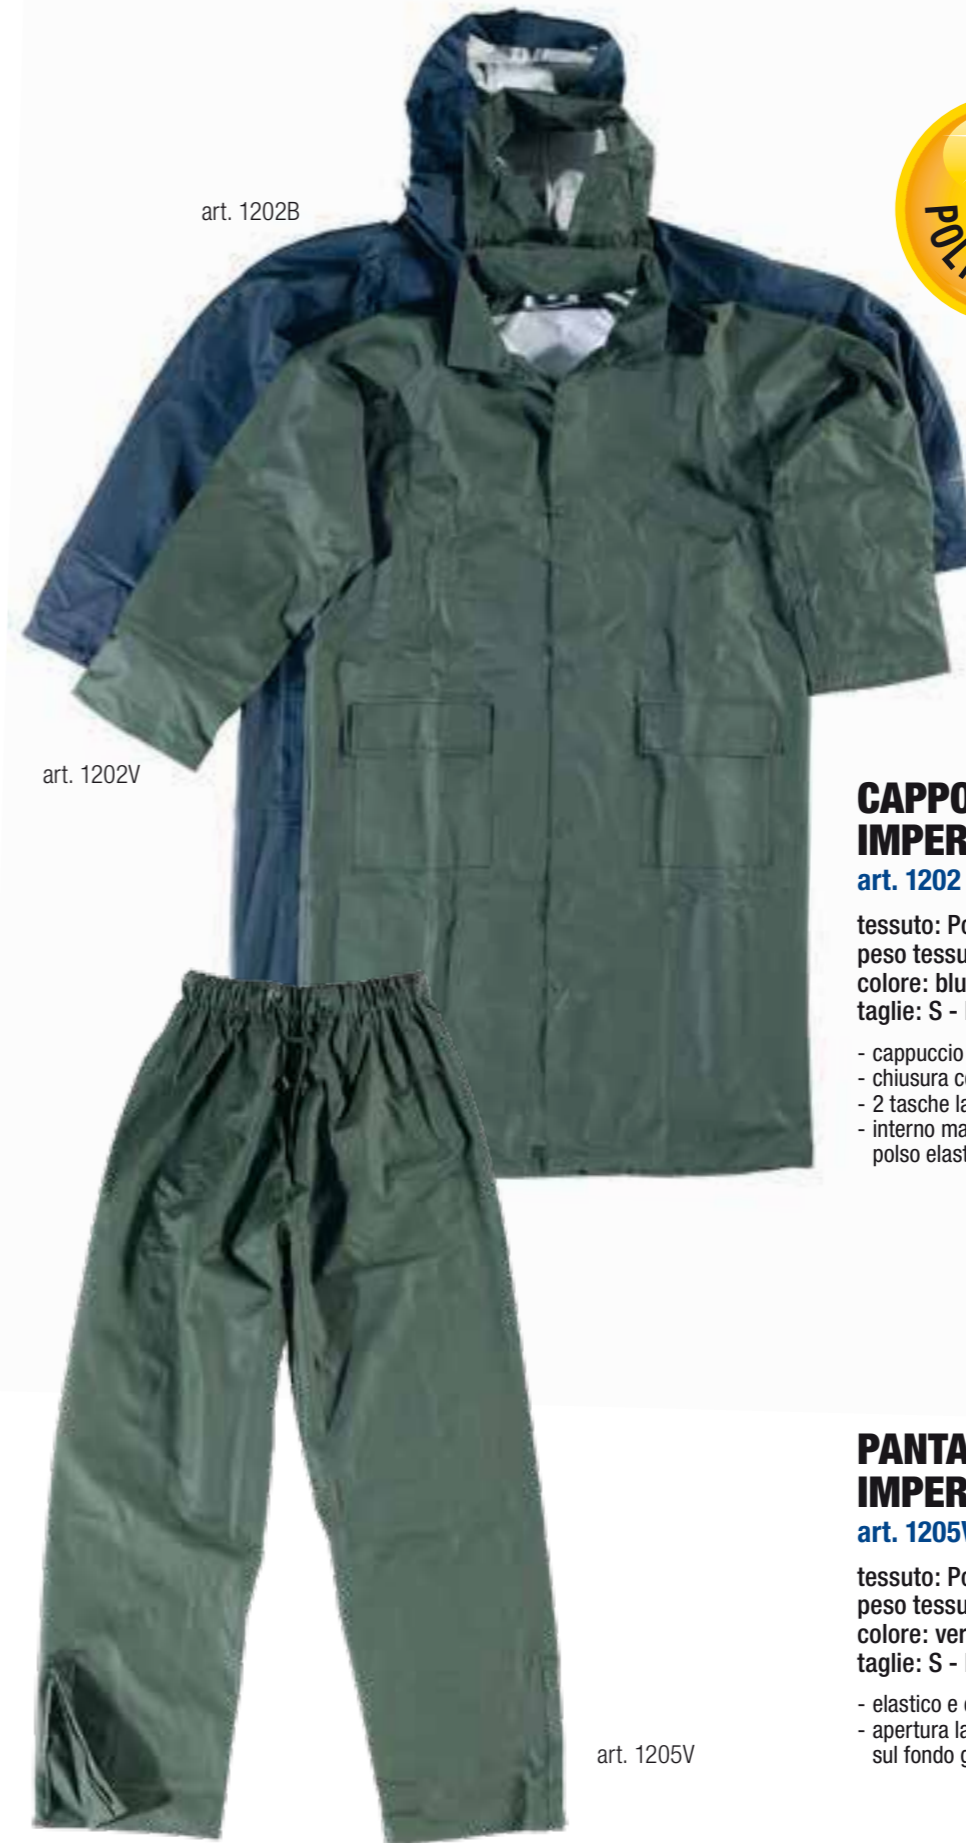 art. 1202B
POLY
art. 1202V
CAPPO
IMPER
art. 1202
tessuto: Po
peso tessu
colore: blu
taglie: S -
- cappuccio
- chiusura co
- 2 tasche la
- interno ma
polso elast
PANTA
IMPER
art. 1205V
tessuto: Po
peso tessu
colore: ver
taglie: S -
- elastico e
- apertura la
sul fondo g
art. 1205V